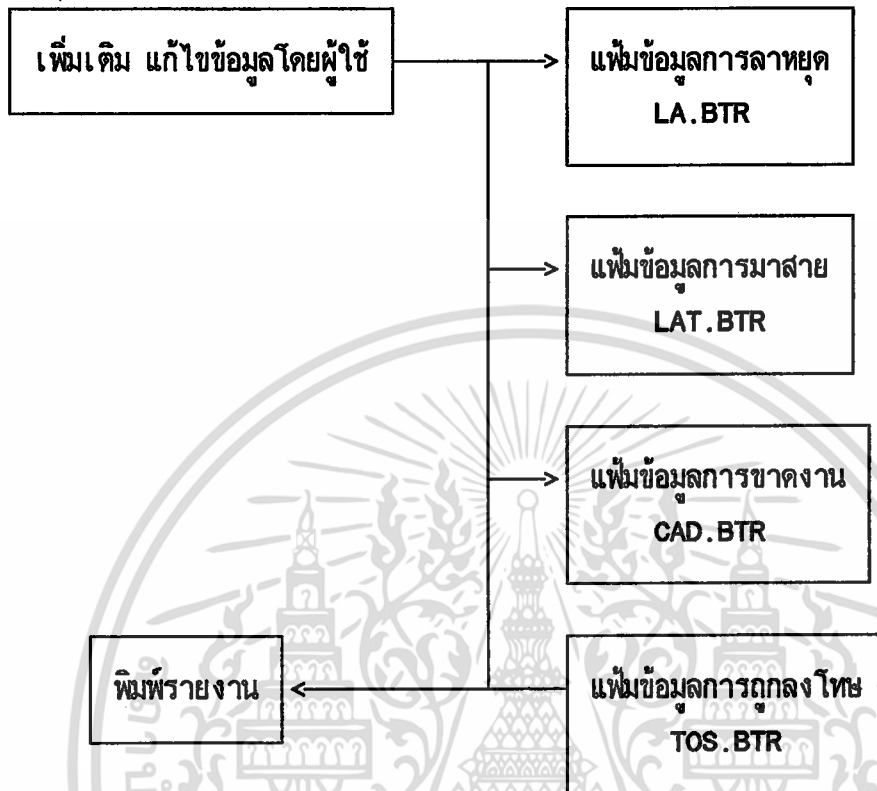 เพิ่มเติม แก้ไขข้อมูลโดยผู้ใช้
แฟ้มข้อมูลการลาหยุด
LA.BTR
แฟ้มข้อมูลการมาสาย
LAT.BTR
แฟ้มข้อมูลการขาดงาน
CAD.BTR
พิมพ์รายงาน
แฟ้มข้อมูลการถูกลงโทษ
TOS.BTR